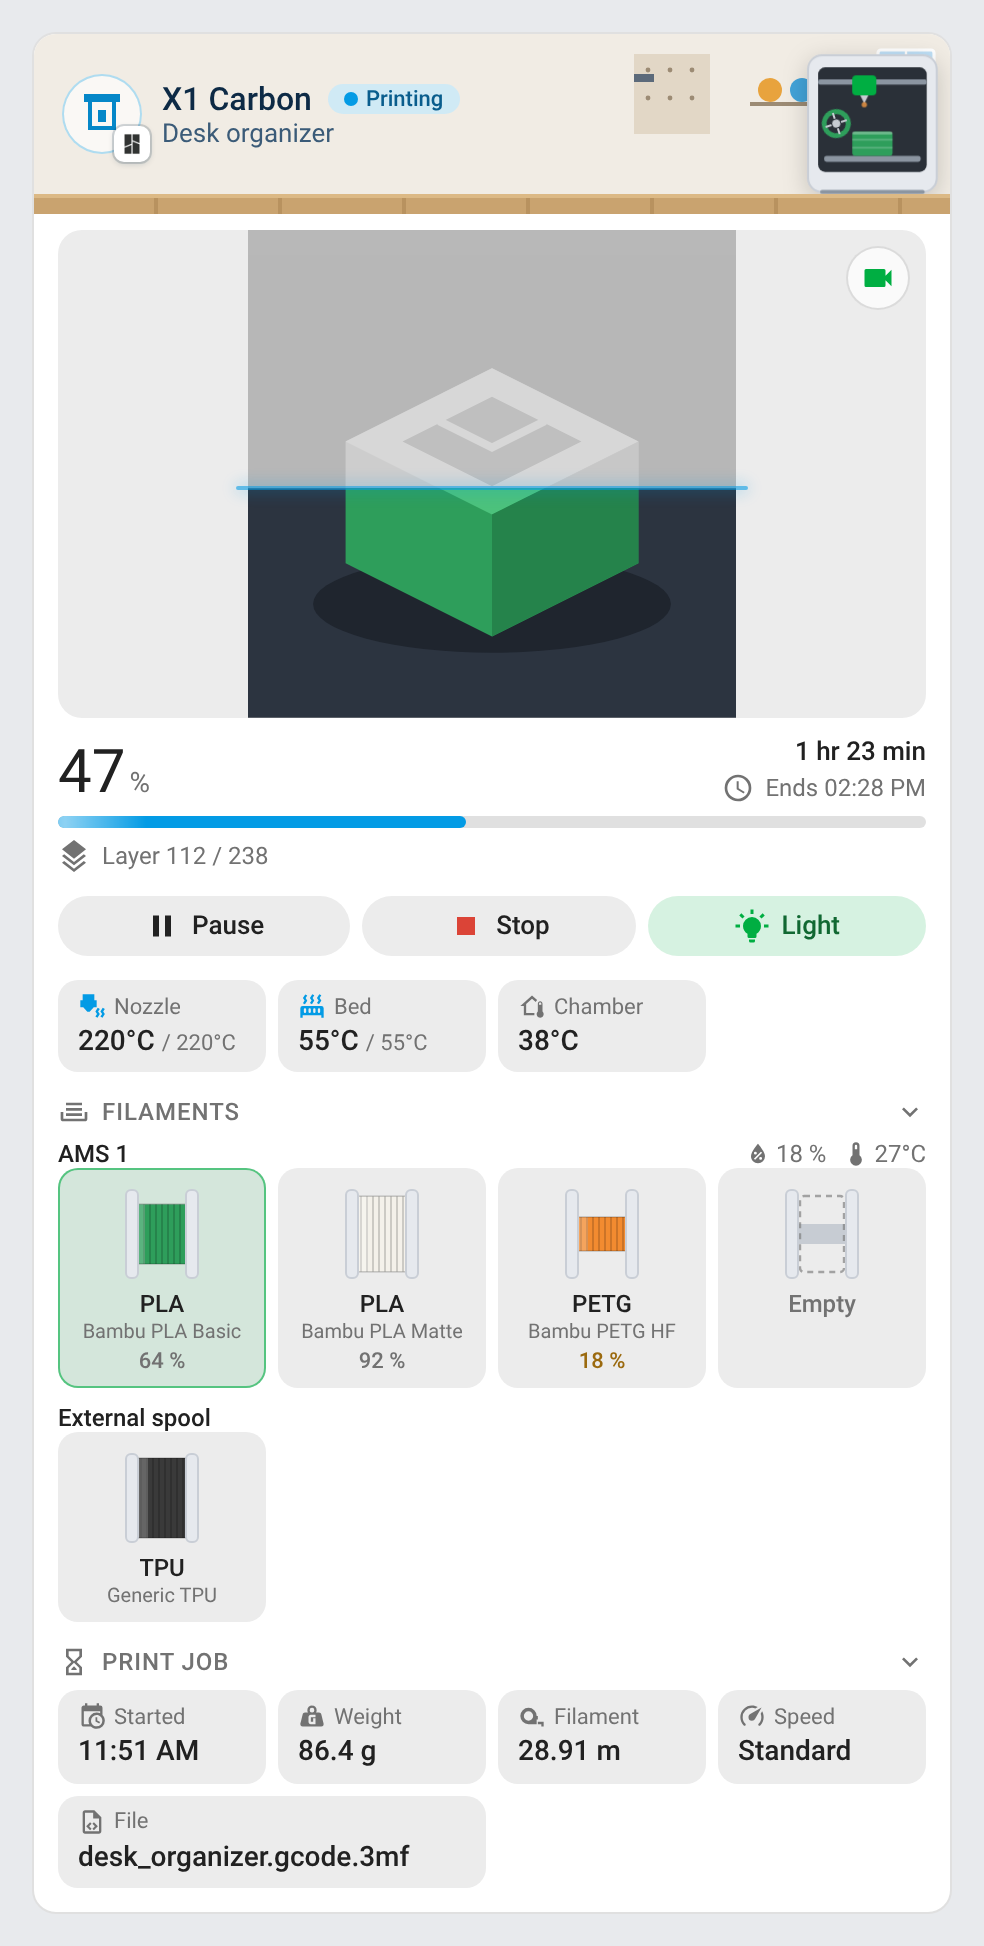 X1 Carbon
Printing
Desk organizer
47 %
1 hr 23 min
Ends 02:28 PM
Layer 112 / 238
Pause
Stop
Light
Nozzle
220°C / 220°C
Bed
55°C / 55°C
Chamber
38°C
FILAMENTS
AMS 1
18 %
27°C
PLA
Bambu PLA Basic
64 %
PLA
Bambu PLA Matte
92 %
PETG
Bambu PETG HF
18 %
Empty
External spool
TPU
Generic TPU
PRINT JOB
Started
11:51 AM
Weight
86.4 g
Filament
28.91 m
Speed
Standard
File
desk_organizer.gcode.3mf